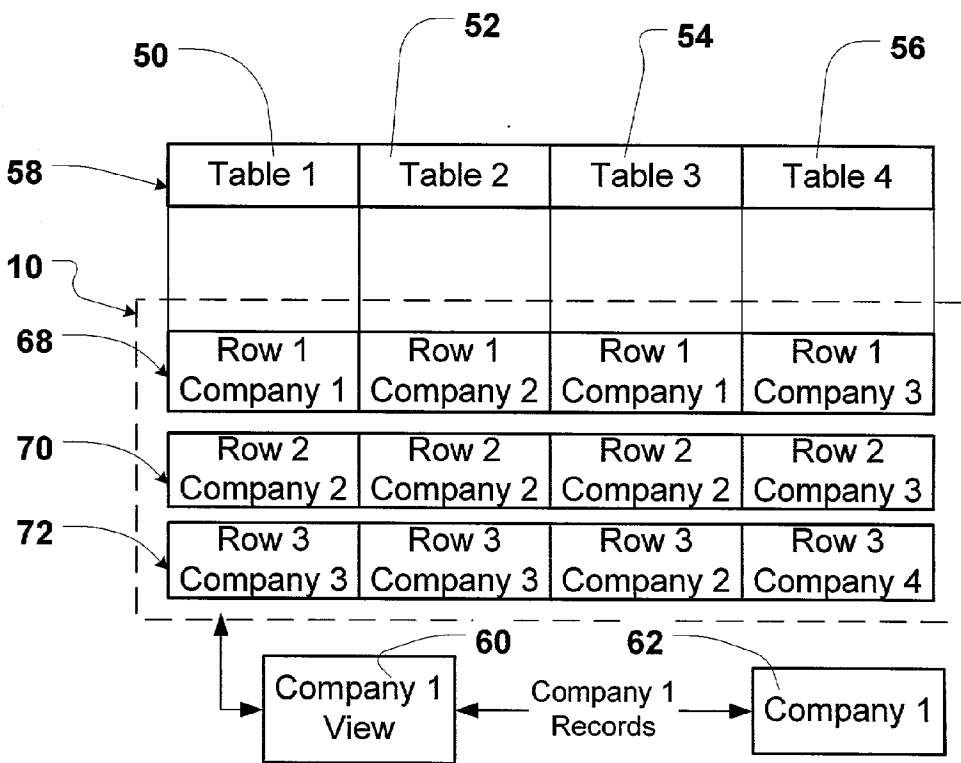 50
52
54
56
58
Table 1 Table 2 Table 3 Table 4
10
68
Row 1 Row 1 Row 1 Row 1
Company 1 Company 2 Company 1 Company 3
70
Row 2 Row 2 Row 2 Row 2
Company 2 Company 2 Company 2 Company 3
72
Row 3 Row 3 Row 3 Row 3
Company 3 Company 3 Company 2 Company 4
60
62
Company 1
View
Company 1
Records
Company 1